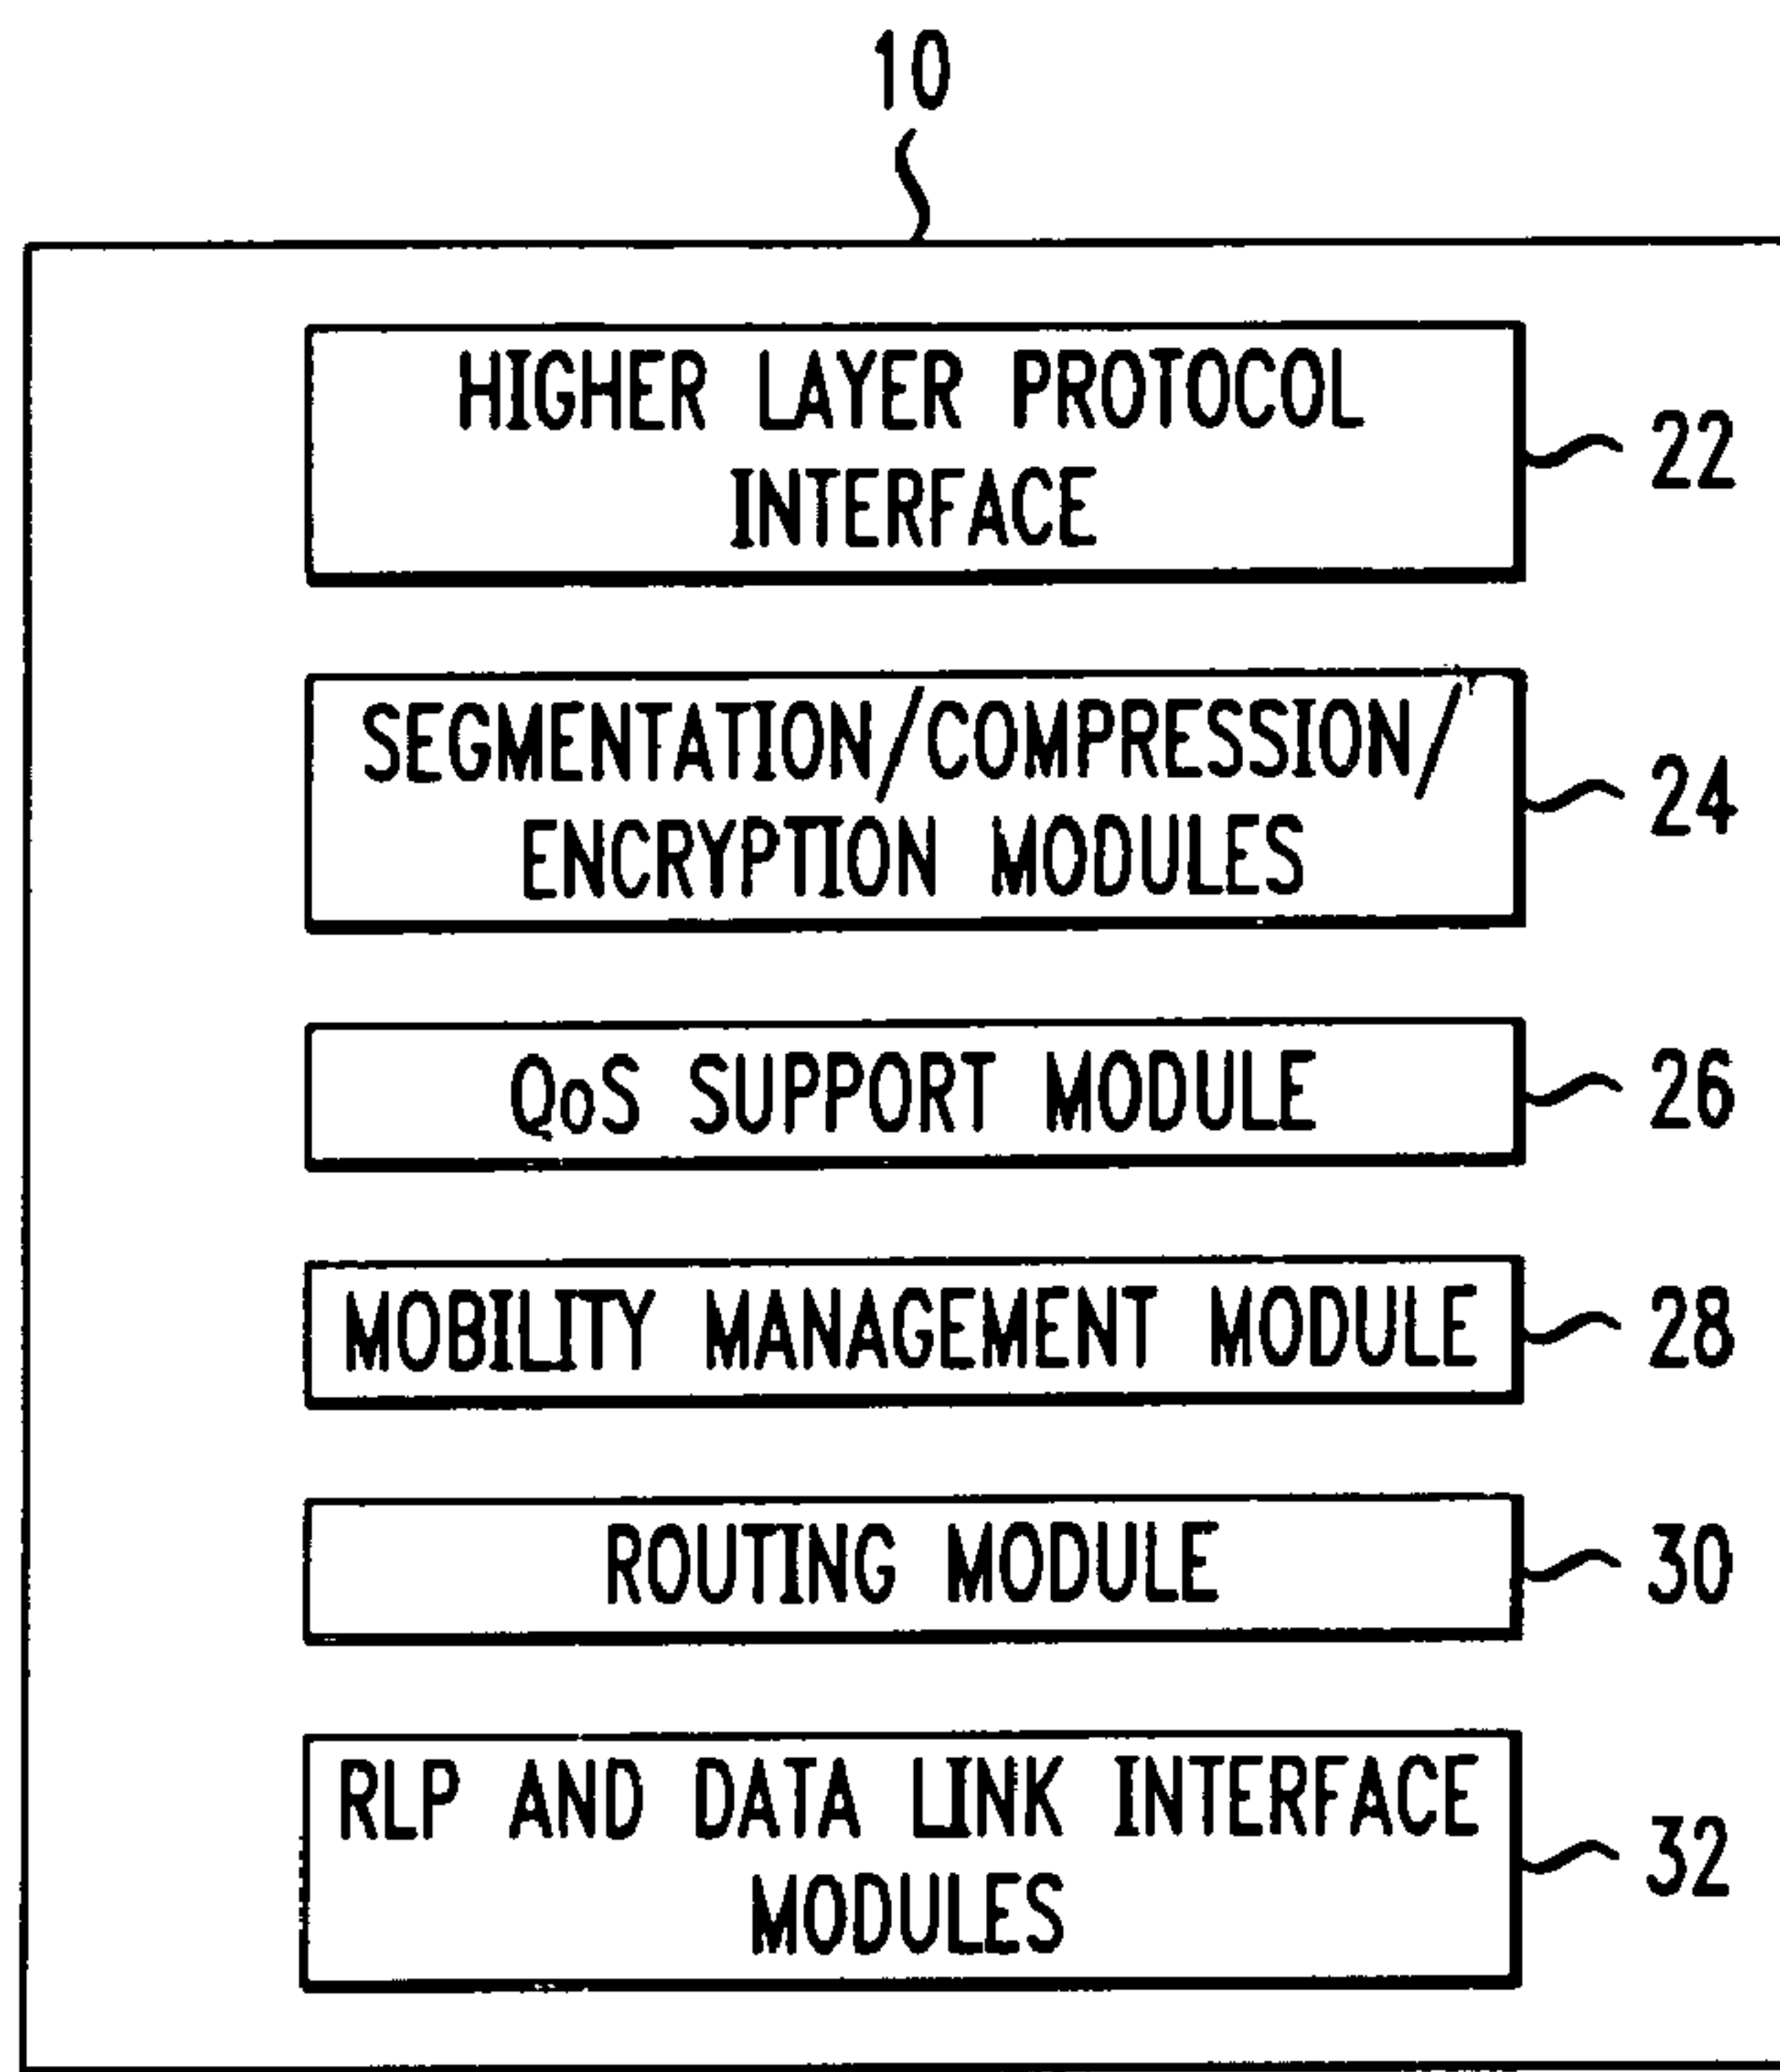 10
HIGHER LAYER PROTOCOL
INTERFACE
22
SEGMENTATION/COMPRESSION/
ENCRYPTION MODULES
24
QoS SUPPORT MODULE
26
MOBILITY MANAGEMENT MODULE
28
ROUTING MODULE
30
RLP AND DATA LINK INTERFACE
MODULES
32